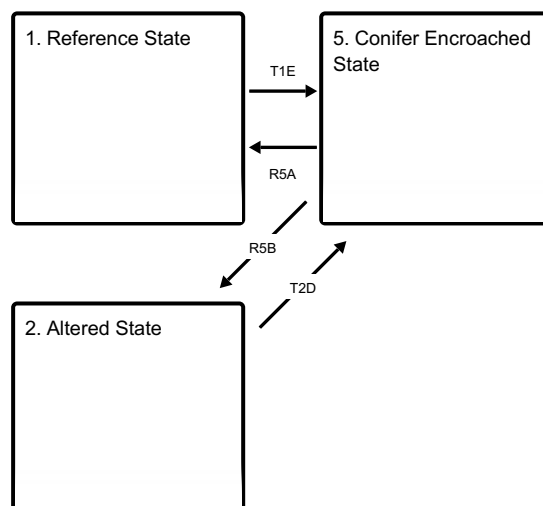 1. Reference State
5. Conifer Encroached
State
T1E
R5A
R5B
T2D
2. Altered State